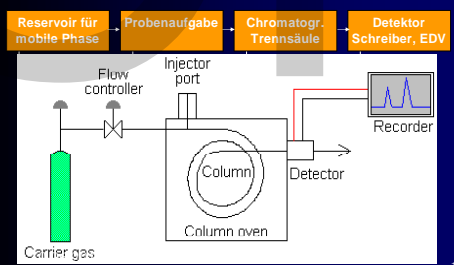 Reservoir für
mobile Phase
Probenaufgabe
Chromatogr.
Trennsäule
Detektor
Schreiber, EDV
Flow
controller
Injector
port
Recorder
Column
Detector
Column oven
Carrier gas